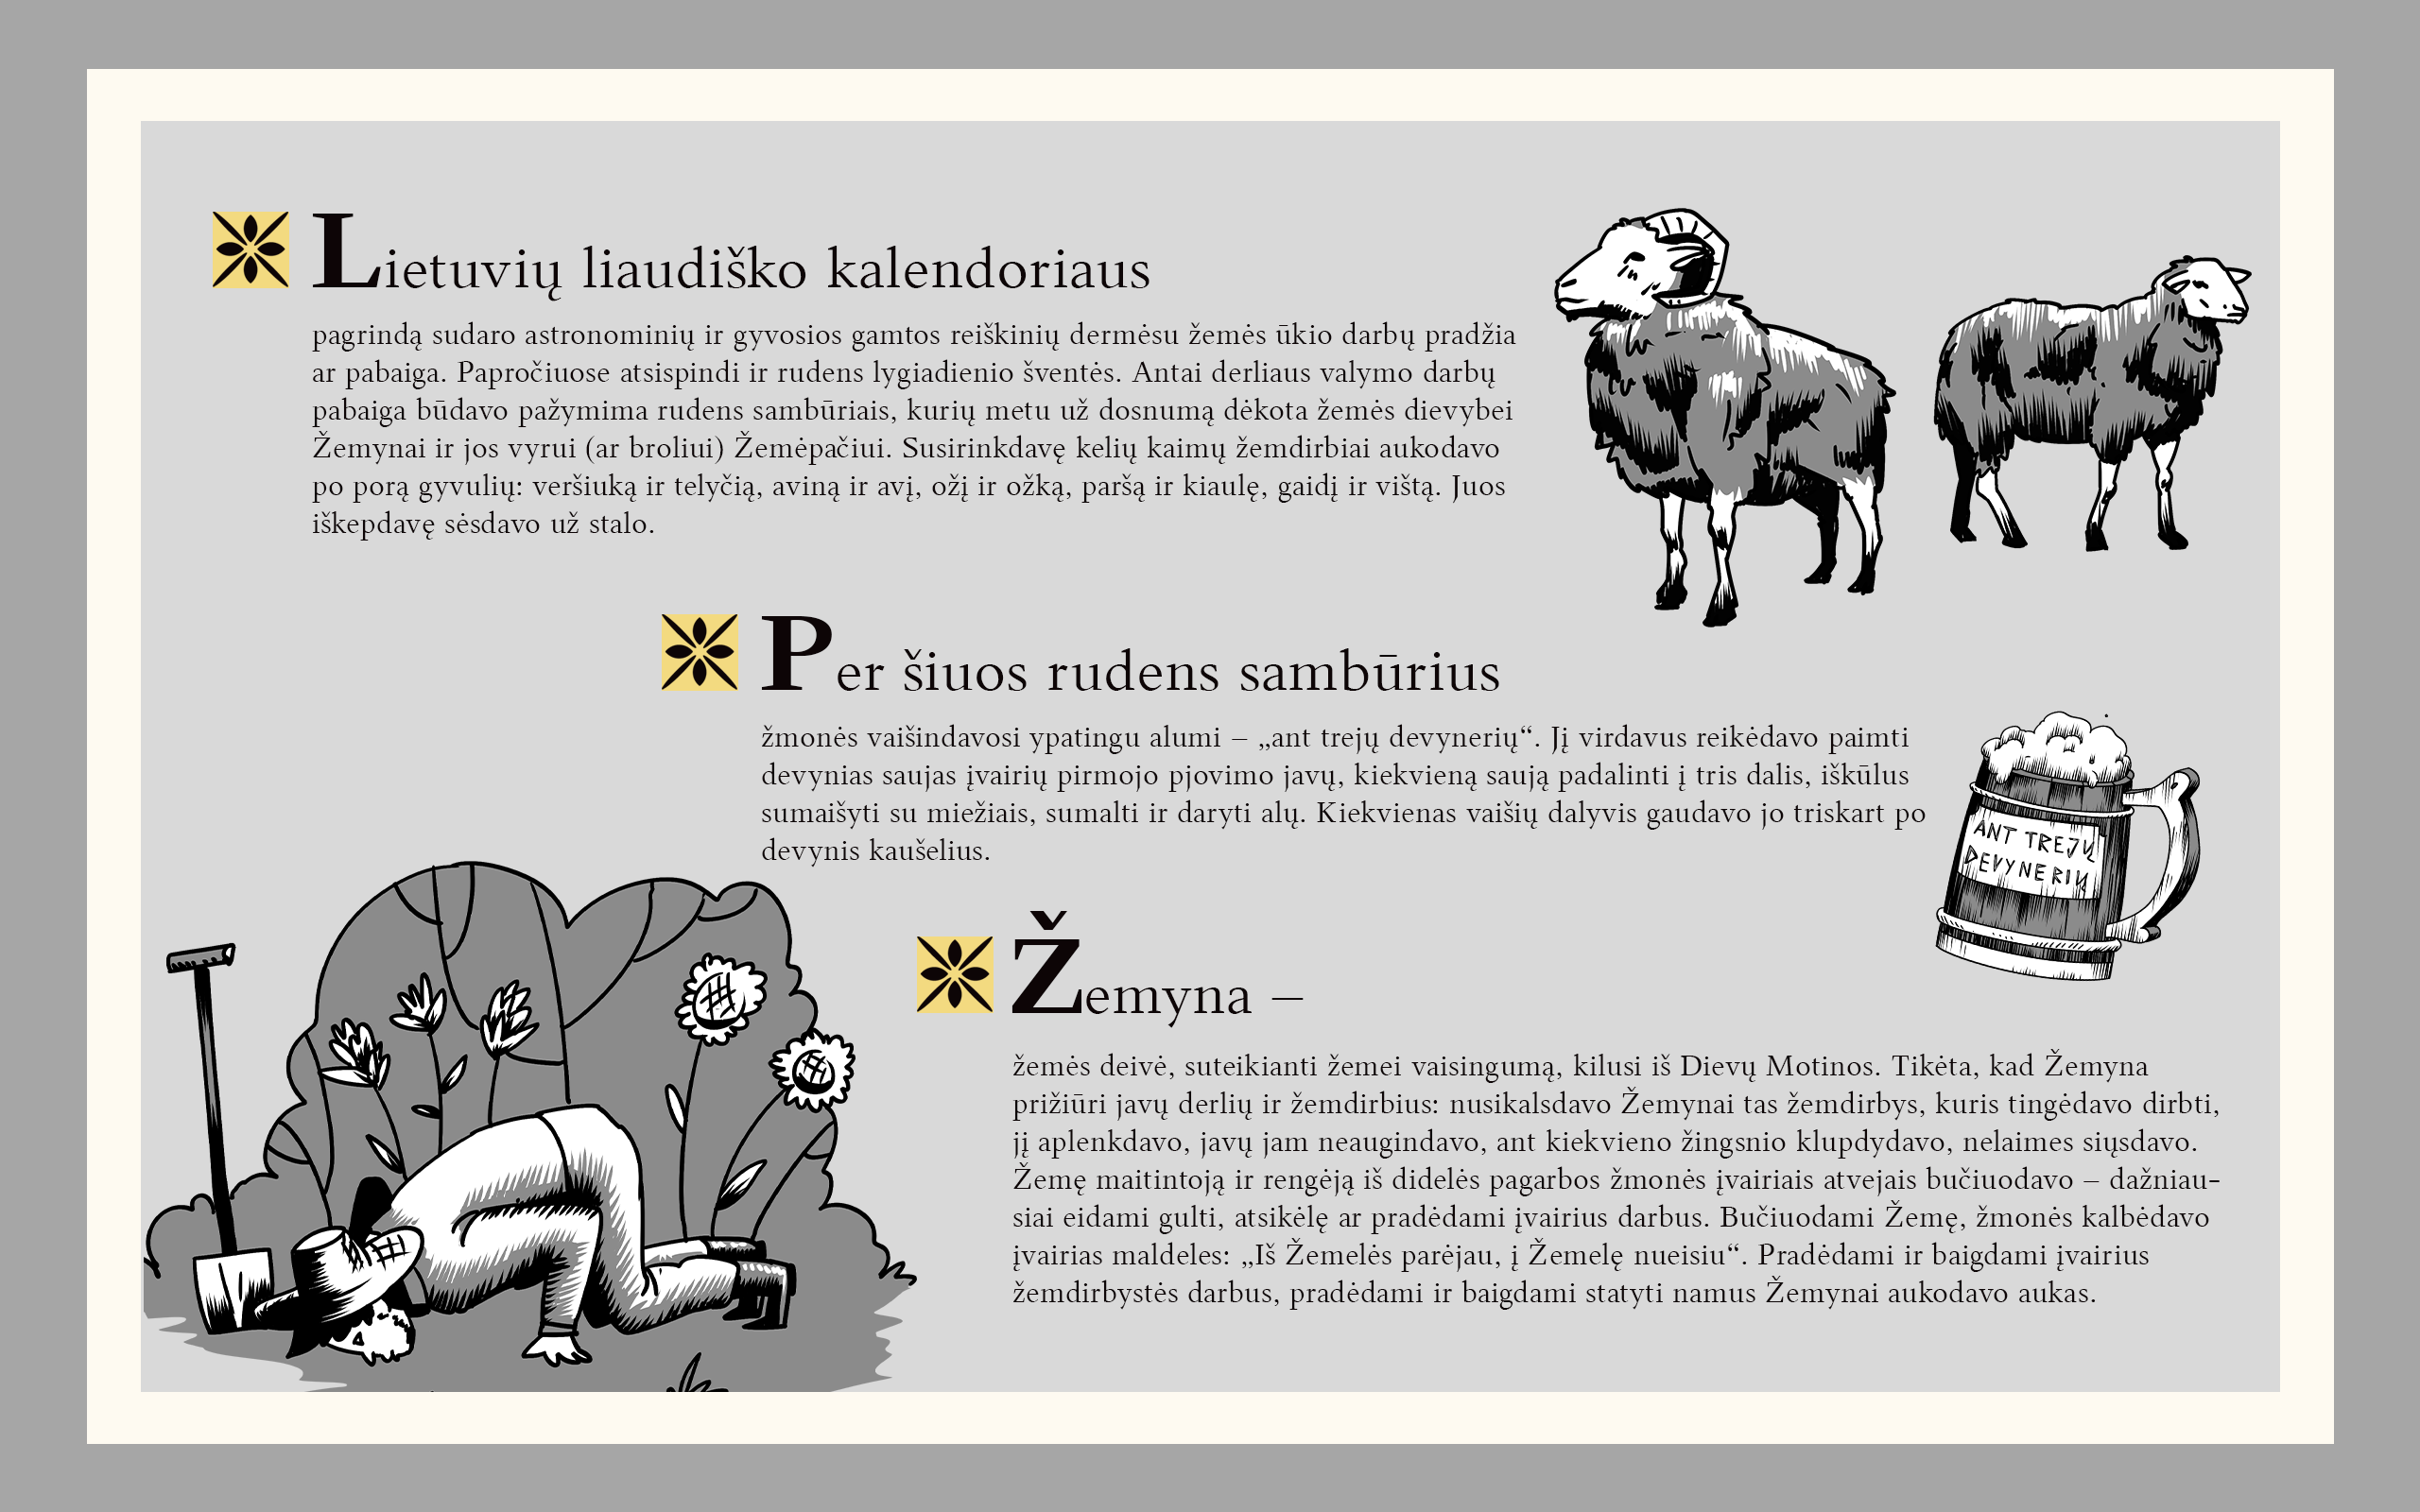 Lietuvių liaudiško kalendoriaus
pagrindą sudaro astronominių ir gyvosios gamtos reiškinių dermėsu žemės ūkio darbų pradžia
ar pabaiga. Papročiuose atsispindi ir rudens lygiadienio šventės. Antai derliaus valymo darbų
pabaiga būdavo pažymima rudens sambūriais, kurių metu už dosnumą dėkota žemės dievybei
Žemynai ir jos vyrui (ar broliui) Žemėpačiui. Susirinkdavę kelių kaimų žemdirbiai aukodavo
po porą gyvulių: veršiuką ir telyčią, aviną ir avį, ožį ir ožką, paršą ir kiaulę, gaidį ir vištą. Juos
iškepdavę sėsdavo už stalo.
Per šiuos rudens sambūrius
žmonės vaišindavosi ypatingu alumi – „ant trejų devynerių“. Jį virdavus reikėdavo paimti
devynias saujas įvairių pirmojo pjovimo javų, kiekvieną saują padalinti į tris dalis, iškūlus
sumaišyti su miežiais, sumalti ir daryti alų. Kiekvienas vaišių dalyvis gaudavo jo triskart po
devynis kaušelius.
ANT TREJŲ
DEVYNERIŲ
Žemyna –
žemės deivė, suteikianti žemei vaisingumą, kilusi iš Dievų Motinos. Tikėta, kad Žemyna
prižiūri javų derlių ir žemdirbius: nusikalsdavo Žemynai tas žemdirbys, kuris tingėdavo dirbti,
jį aplenkdavo, javų jam neaugindavo, ant kiekvieno žingsnio klupdydavo, nelaimes siųsdavo.
Žemę maitintoją ir rengėją iš didelės pagarbos žmonės įvairiais atvejais bučiuodavo – dažniau-
siai eidami gulti, atsikėlę ar pradėdami įvairius darbus. Bučiuodami Žemę, žmonės kalbėdavo
įvairias maldeles: „Iš Žemelės parėjau, į Žemelę nueisiu“. Pradėdami ir baigdami įvairius
žemdirbystės darbus, pradėdami ir baigdami statyti namus Žemynai aukodavo aukas.